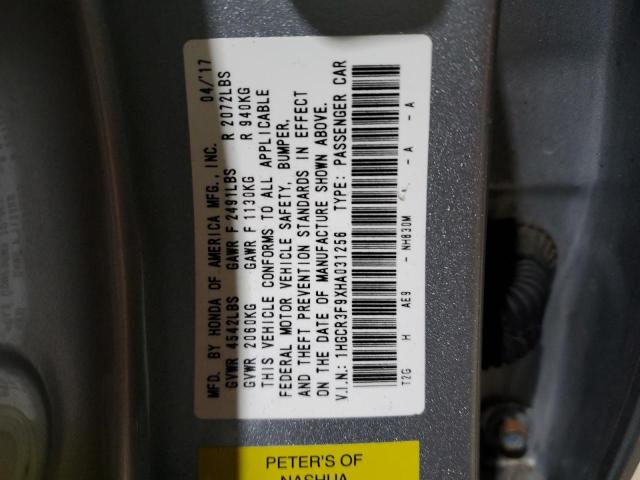 MFD. BY HONDA OF AMERICA MFG., INC. 04/'17
GVWR 4542LBS GAWR F 2491LBS R 2072LBS
GVWR 2060KG GAWR F 1130KG R 940KG
THIS VEHICLE CONFORMS TO ALL APPLICABLE
FEDERAL MOTOR VEHICLE SAFETY, BUMPER,
AND THEFT PREVENTION STANDARDS IN EFFECT
ON THE DATE OF MANUFACTURE SHOWN ABOVE.
V.I.N.: 1HGCR3F9XHA031256 TYPE: PASSENGER CAR
T2G H AE9 - NH830M - A - A
PETER'S OF
NASHUA